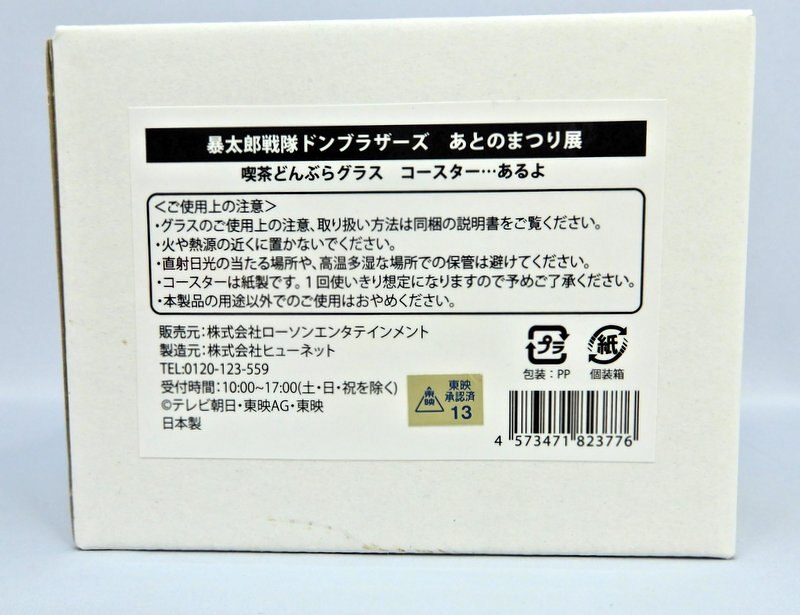 暴太郎戦隊ドンブラザーズ　あとのまつり展
喫茶どんぶらグラス　コースター…あるよ
＜ご使用上の注意＞
・グラスのご使用上の注意、取り扱い方法は同梱の説明書をご覧ください。
・火や熱源の近くに置かないでください。
・直射日光の当たる場所や、高温多湿な場所での保管は避けてください。
・コースターは紙製です。1回使いきり想定になりますので予めご了承ください。
・本製品の用途以外でのご使用はおやめください。
販売元：株式会社ローソンエンタテインメント
製造元：株式会社ヒューネット
TEL:0120-123-559
受付時間：10:00~17:00(土・日・祝を除く)
©テレビ朝日・東映AG・東映
日本製
東映
東映
承認済
13
プラ
包装：PP
紙
個装箱
4 573471 823776